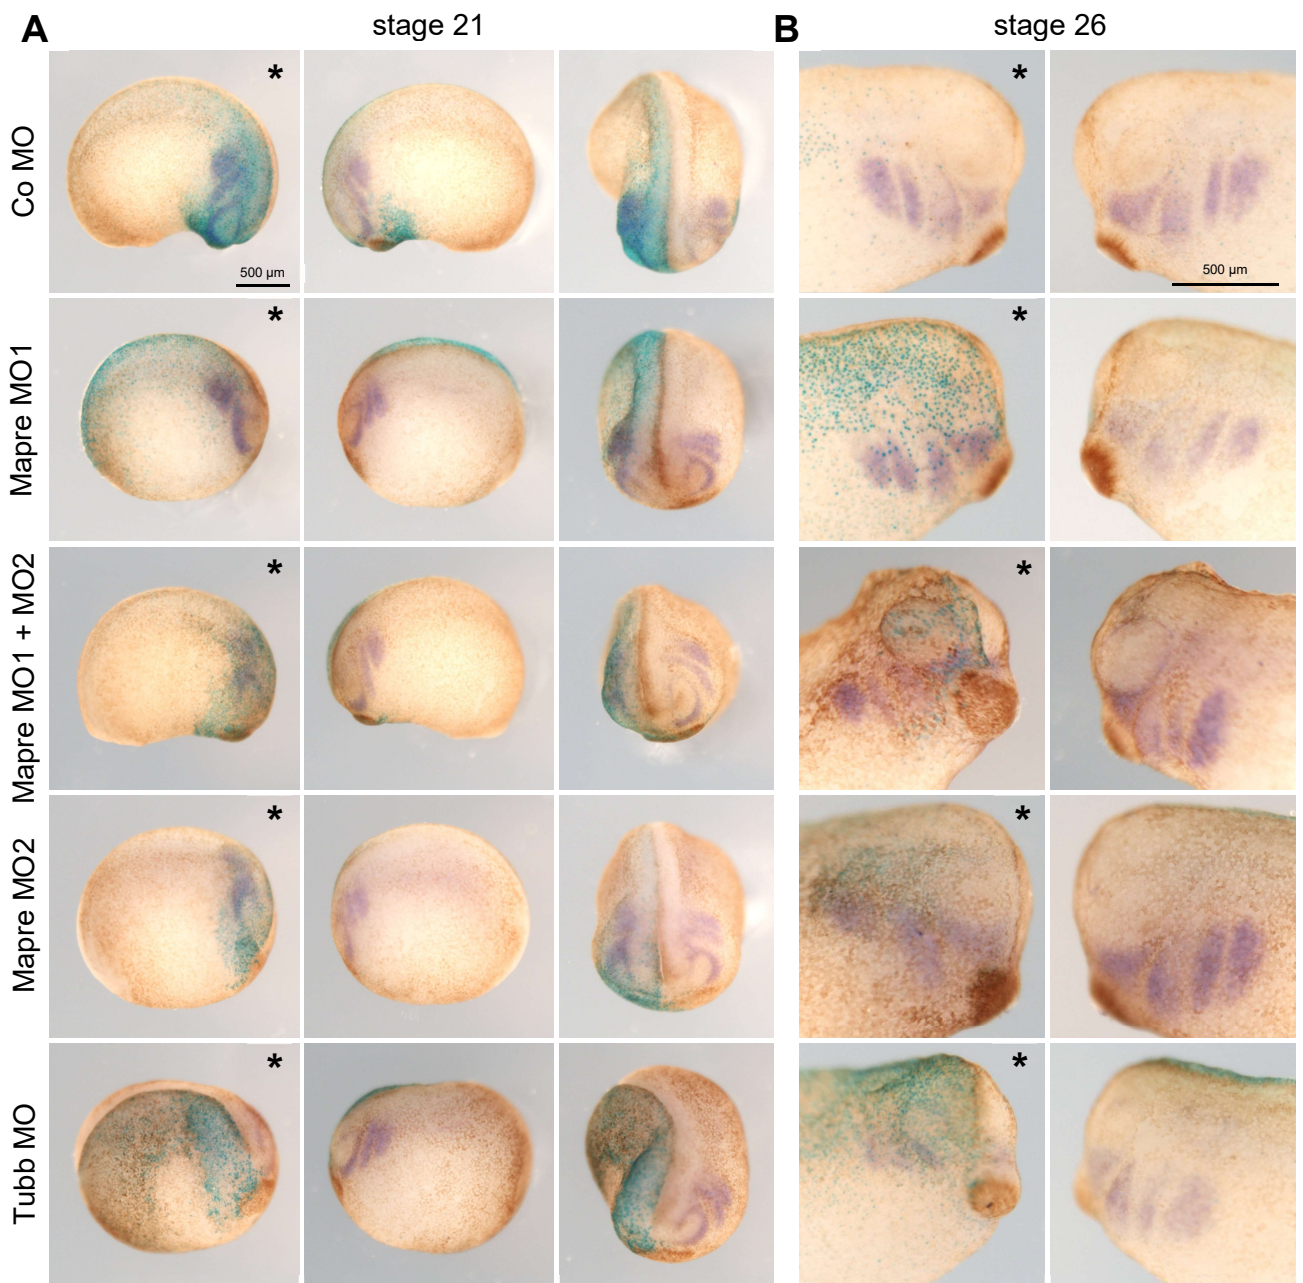 A stage 21 B stage 26
Co MO * *
500 µm 500 µm
Mapre MO1 * *
Mapre MO1 + MO2 * *
Mapre MO2 * *
Tubb MO * *